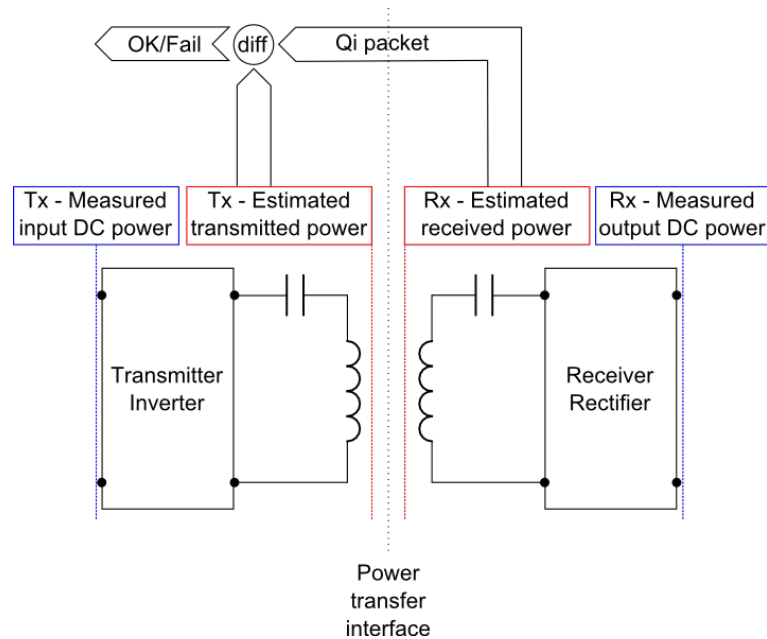 OK/Fail
diff
Qi packet
Tx - Measured
input DC power
Tx - Estimated
transmitted power
Rx - Estimated
received power
Rx - Measured
output DC power
Transmitter
Inverter
Receiver
Rectifier
Power
transfer
interface